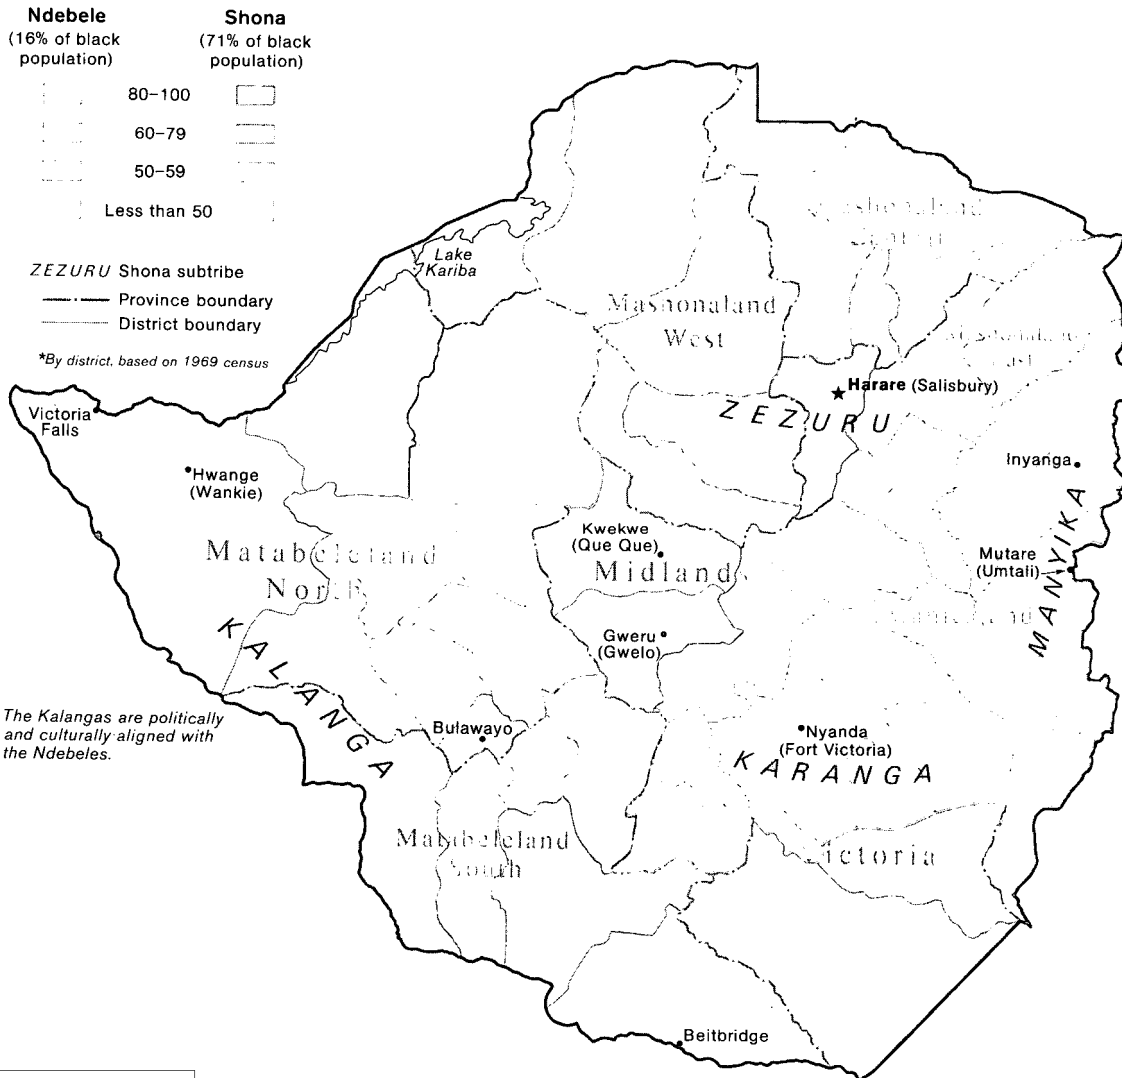 Ndebele
(16% of black
population)
Shona
(71% of black
population)
80–100
60–79
50–59
Less than 50
ZEZURU Shona subtribe
Province boundary
District boundary
*By district, based on 1969 census
Lake
Kariba
Mashonaland
West
Harare (Salisbury)
ZEZURU
Victoria
Falls
Hwange
(Wankie)
Inyanga
Kwekwe
(Que Que)
Mutare
(Umtali)
MANYIKA
Matabeleland
North
Midland
Gweru
(Gwelo)
KALANGA
The Kalangas are politically
and culturally aligned with
the Ndebeles.
Bulawayo
Nyanda
(Fort Victoria)
KARANGA
Matabeleland
South
Victoria
Beitbridge